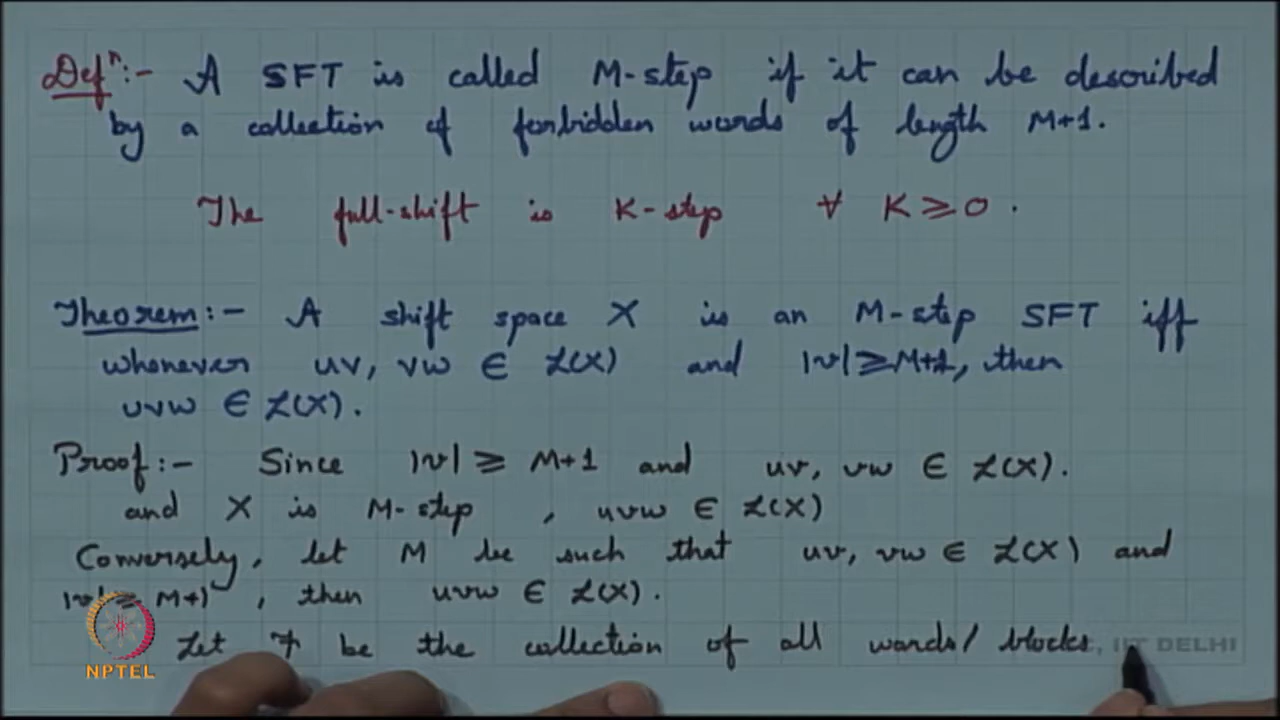 Defⁿ:- A SFT is called M-step if it can be described
by a collection of forbidden words of length M+1.
The full-shift is K-step ∀ K ≥ 0.
Theorem:- A shift space X is an M-step SFT iff
whenever uv, vw ∈ L(X) and |v| ≥ M+1, then
uvw ∈ L(X).
Proof:- Since |v| ≥ M+1 and uv, vw ∈ L(X).
and X is M-step, uvw ∈ L(X)
Conversely, let M be such that uv, vw ∈ L(X) and
|v| ≥ M+1, then uvw ∈ L(X).
Let F be the collection of all words/ blocks
, IIT DELHI
NPTEL